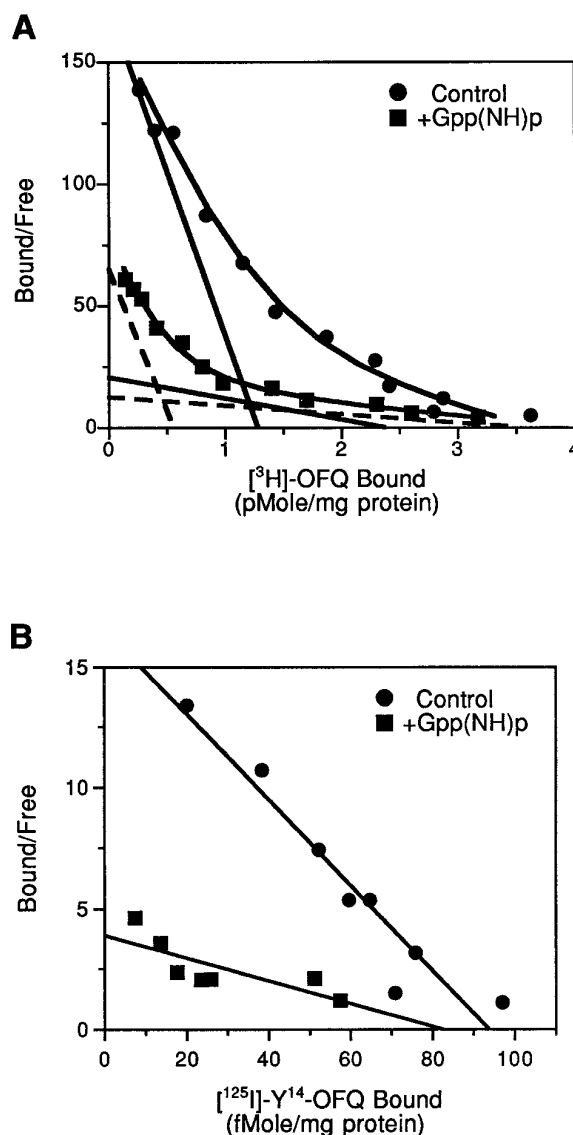 A
150
100
50
0
Bound/Free
Control
+Gpp(NH)p
0
1
2
3
[³H]-OFQ Bound
(pMole/mg protein)
B
15
10
5
0
Bound/Free
Control
+Gpp(NH)p
0
20
40
60
80
100
[¹²⁵I]-Y¹⁴-OFQ Bound
(fMole/mg protein)